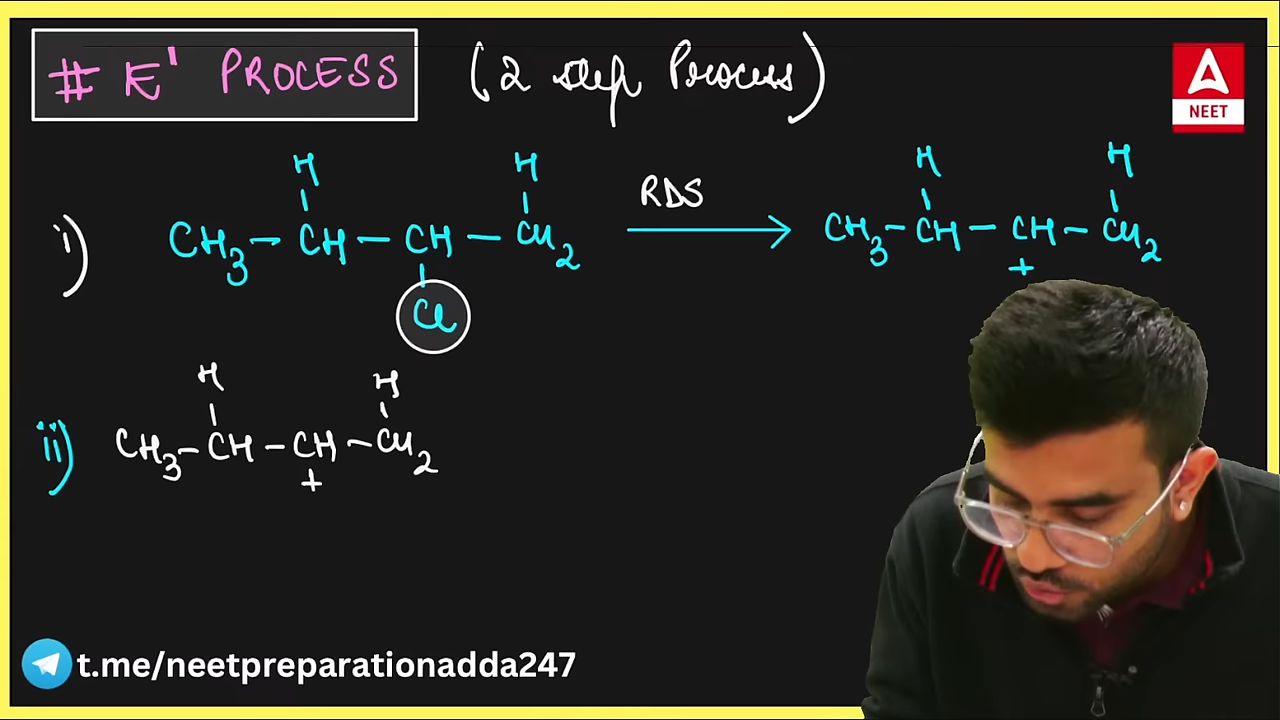 # E¹ PROCESS (2 step Process)
NEET
H H H H
i) CH₃ – CH – CH – CH₂ RDS → CH₃ – CH – CH – CH₂
Cl +
H H
ii) CH₃ – CH – CH – CH₂
+
t.me/neetpreparationadda247